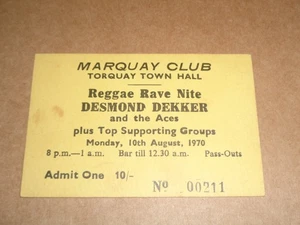 MARQUAY CLUB
TORQUAY TOWN HALL
Reggae Rave Nite
DESMOND DEKKER
and the Aces
plus Top Supporting Groups
Monday, 10th August, 1970
8 p.m.—1 a.m. Bar till 12.30 a.m. Pass-Outs
Admit One 10/-
No 00211